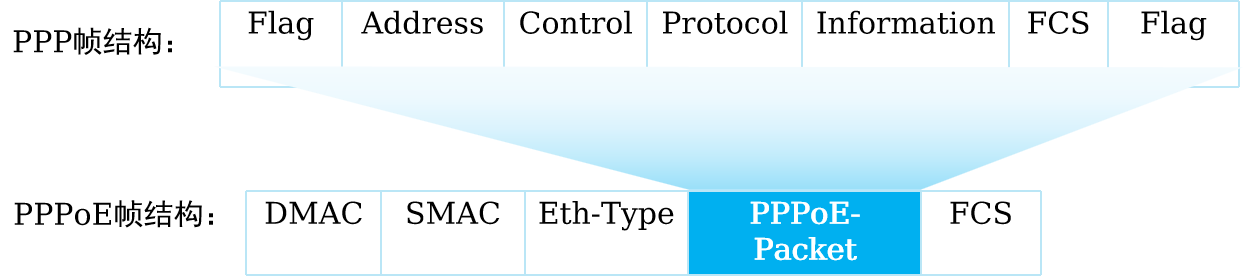 PPP帧结构： Flag Address Control Protocol Information FCS Flag
PPPoE帧结构： DMAC SMAC Eth-Type PPPoE- FCS
Packet